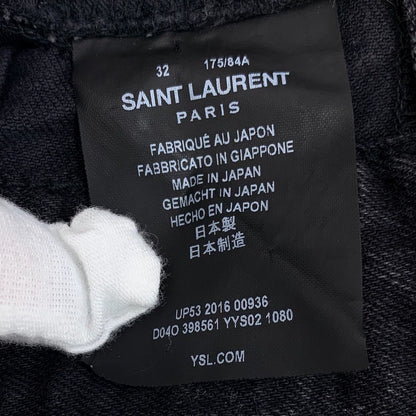 32 175/84A
SAINT LAURENT
PARIS
FABRIQUÉ AU JAPON
FABBRICATO IN GIAPPONE
MADE IN JAPAN
GEMACHT IN JAPAN
HECHO EN JAPAN
日本製
日本制造
UP53 2016 00936
D04O 398561 YYS02 1080
YSL.COM